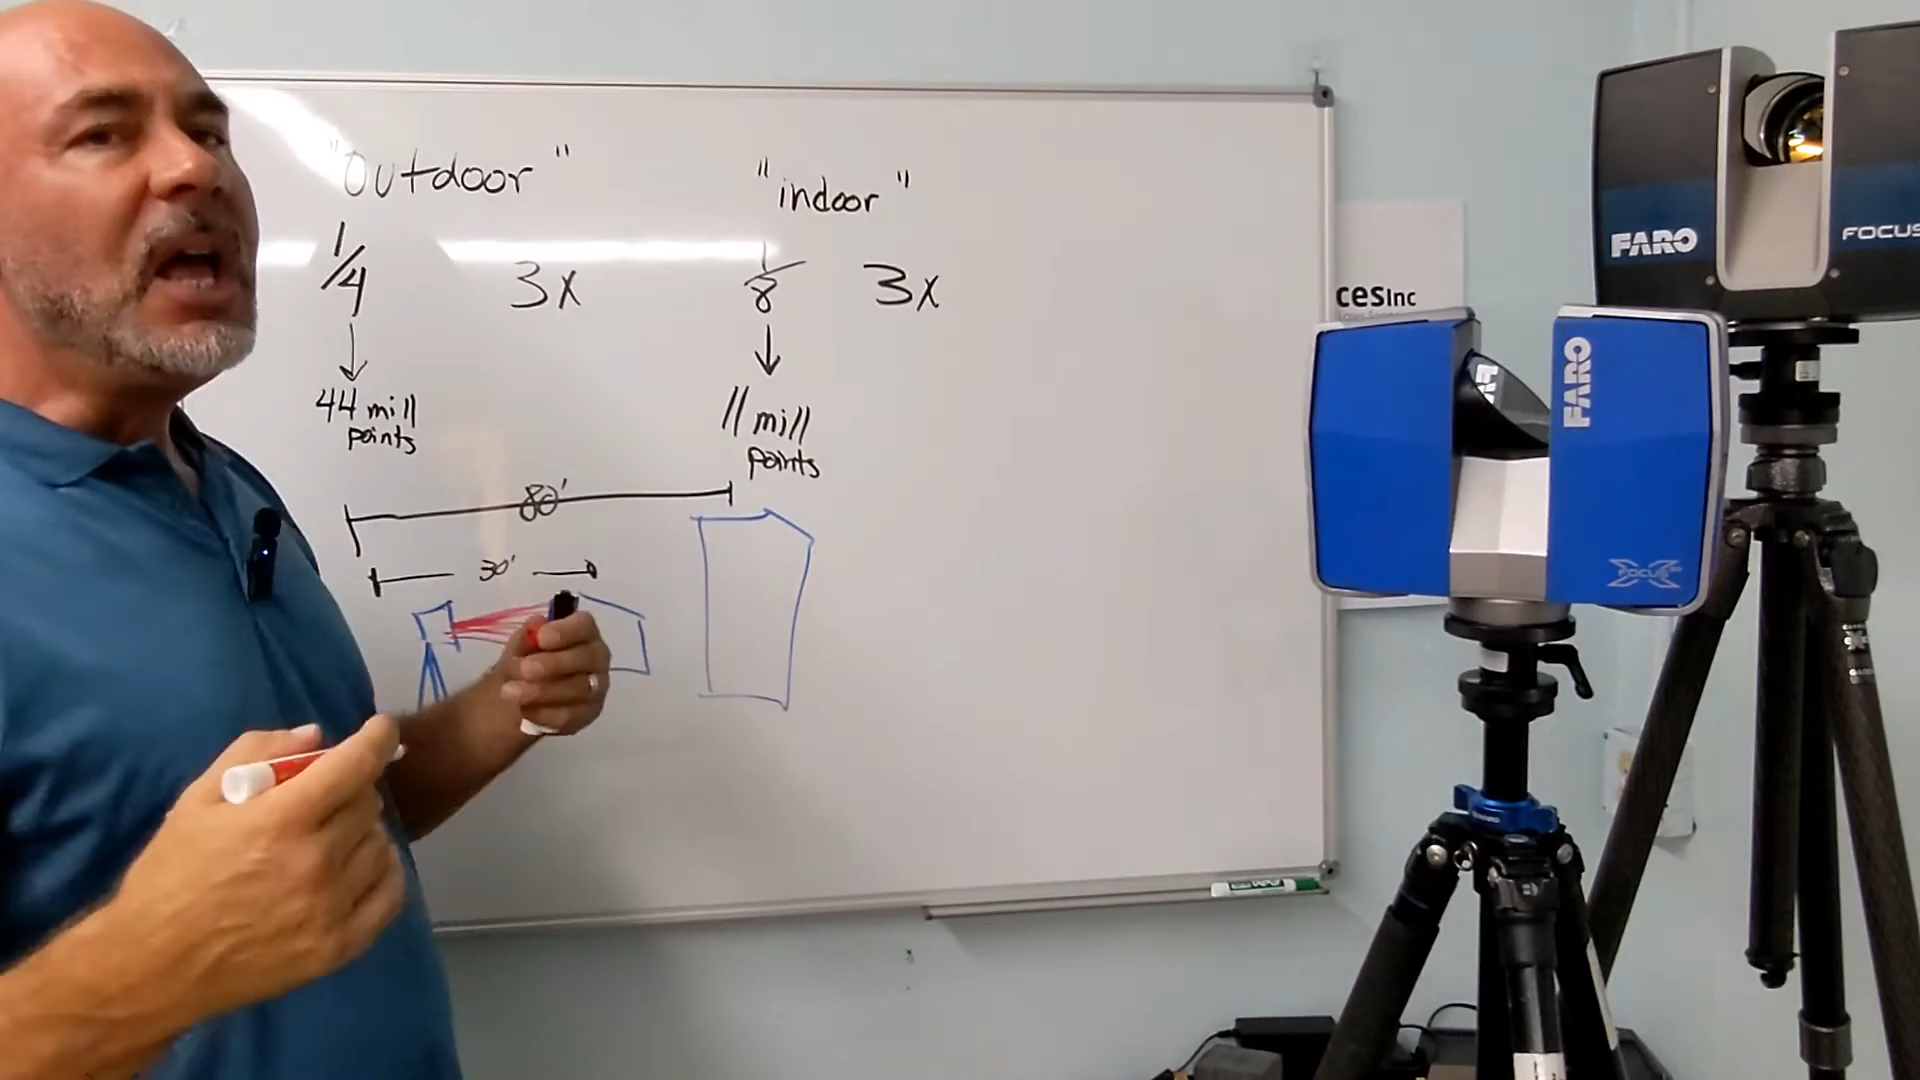 "Outdoor"
"indoor"
1/4
3x
1/8
3x
44 mill
points
11 mill
points
80'
30'
cesInc
FARO
FOCUS
FARO
FOCUS